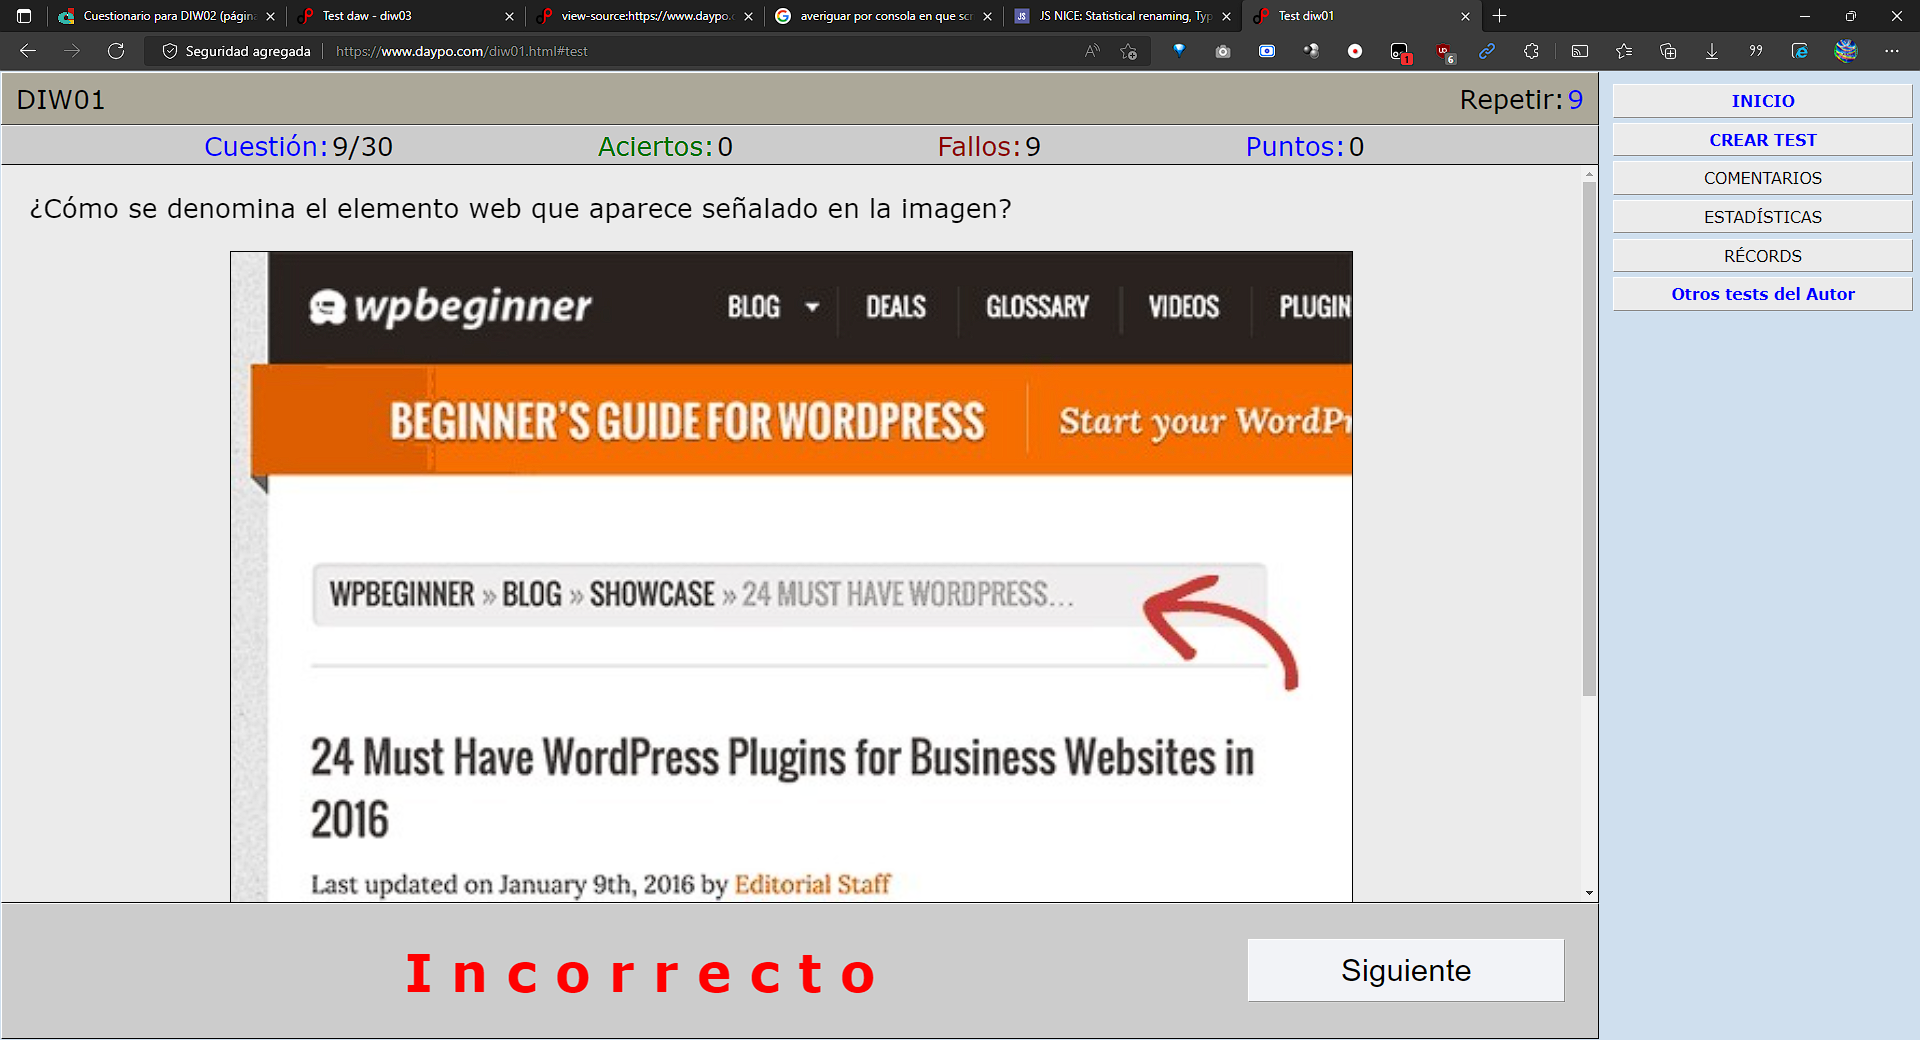 Cuestionario para DIW02 (págin
Test daw - diw03
view-source:https://www.daypo.c
averiguar por consola en que scr
JS NICE: Statistical renaming, Typ
Test diw01
Seguridad agregada
https://www.daypo.com/diw01.html#test
DIW01
Repetir: 9
Cuestión: 9/30
Aciertos: 0
Fallos: 9
Puntos: 0
¿Cómo se denomina el elemento web que aparece señalado en la imagen?
wpbeginner
BLOG
DEALS
GLOSSARY
VIDEOS
PLUGIN
BEGINNER'S GUIDE FOR WORDPRESS
Start your WordPr
WPBEGINNER » BLOG » SHOWCASE » 24 MUST HAVE WORDPRESS...
24 Must Have WordPress Plugins for Business Websites in
2016
Last updated on January 9th, 2016 by Editorial Staff
Incorrecto
Siguiente
INICIO
CREAR TEST
COMENTARIOS
ESTADÍSTICAS
RÉCORDS
Otros tests del Autor